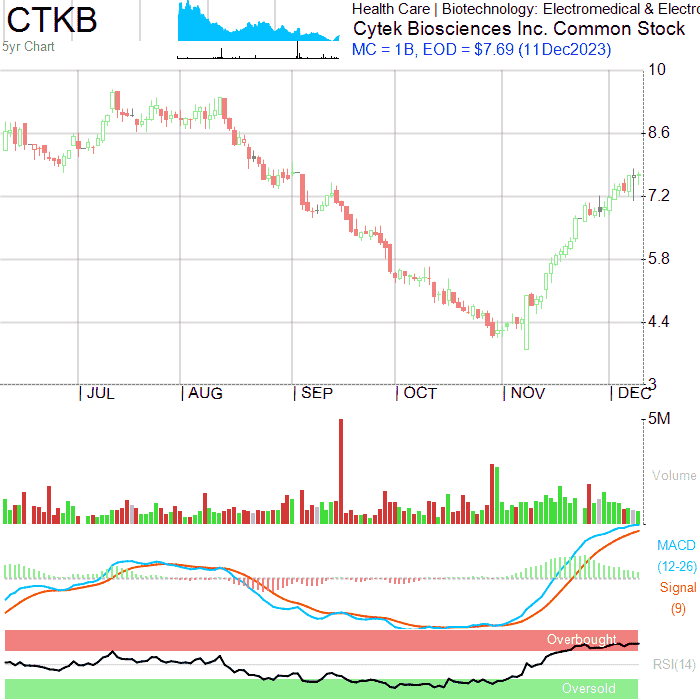 CTKB
5yr Chart
Health Care | Biotechnology: Electromedical & Electro
Cytek Biosciences Inc. Common Stock
MC = 1B, EOD = $7.69 (11Dec2023)
10
8.6
7.2
5.8
4.4
3
| JUL | AUG | SEP | OCT | NOV | DEC
5M
Volume
MACD
(12-26)
Signal
(9)
Overbought
RSI(14)
Oversold